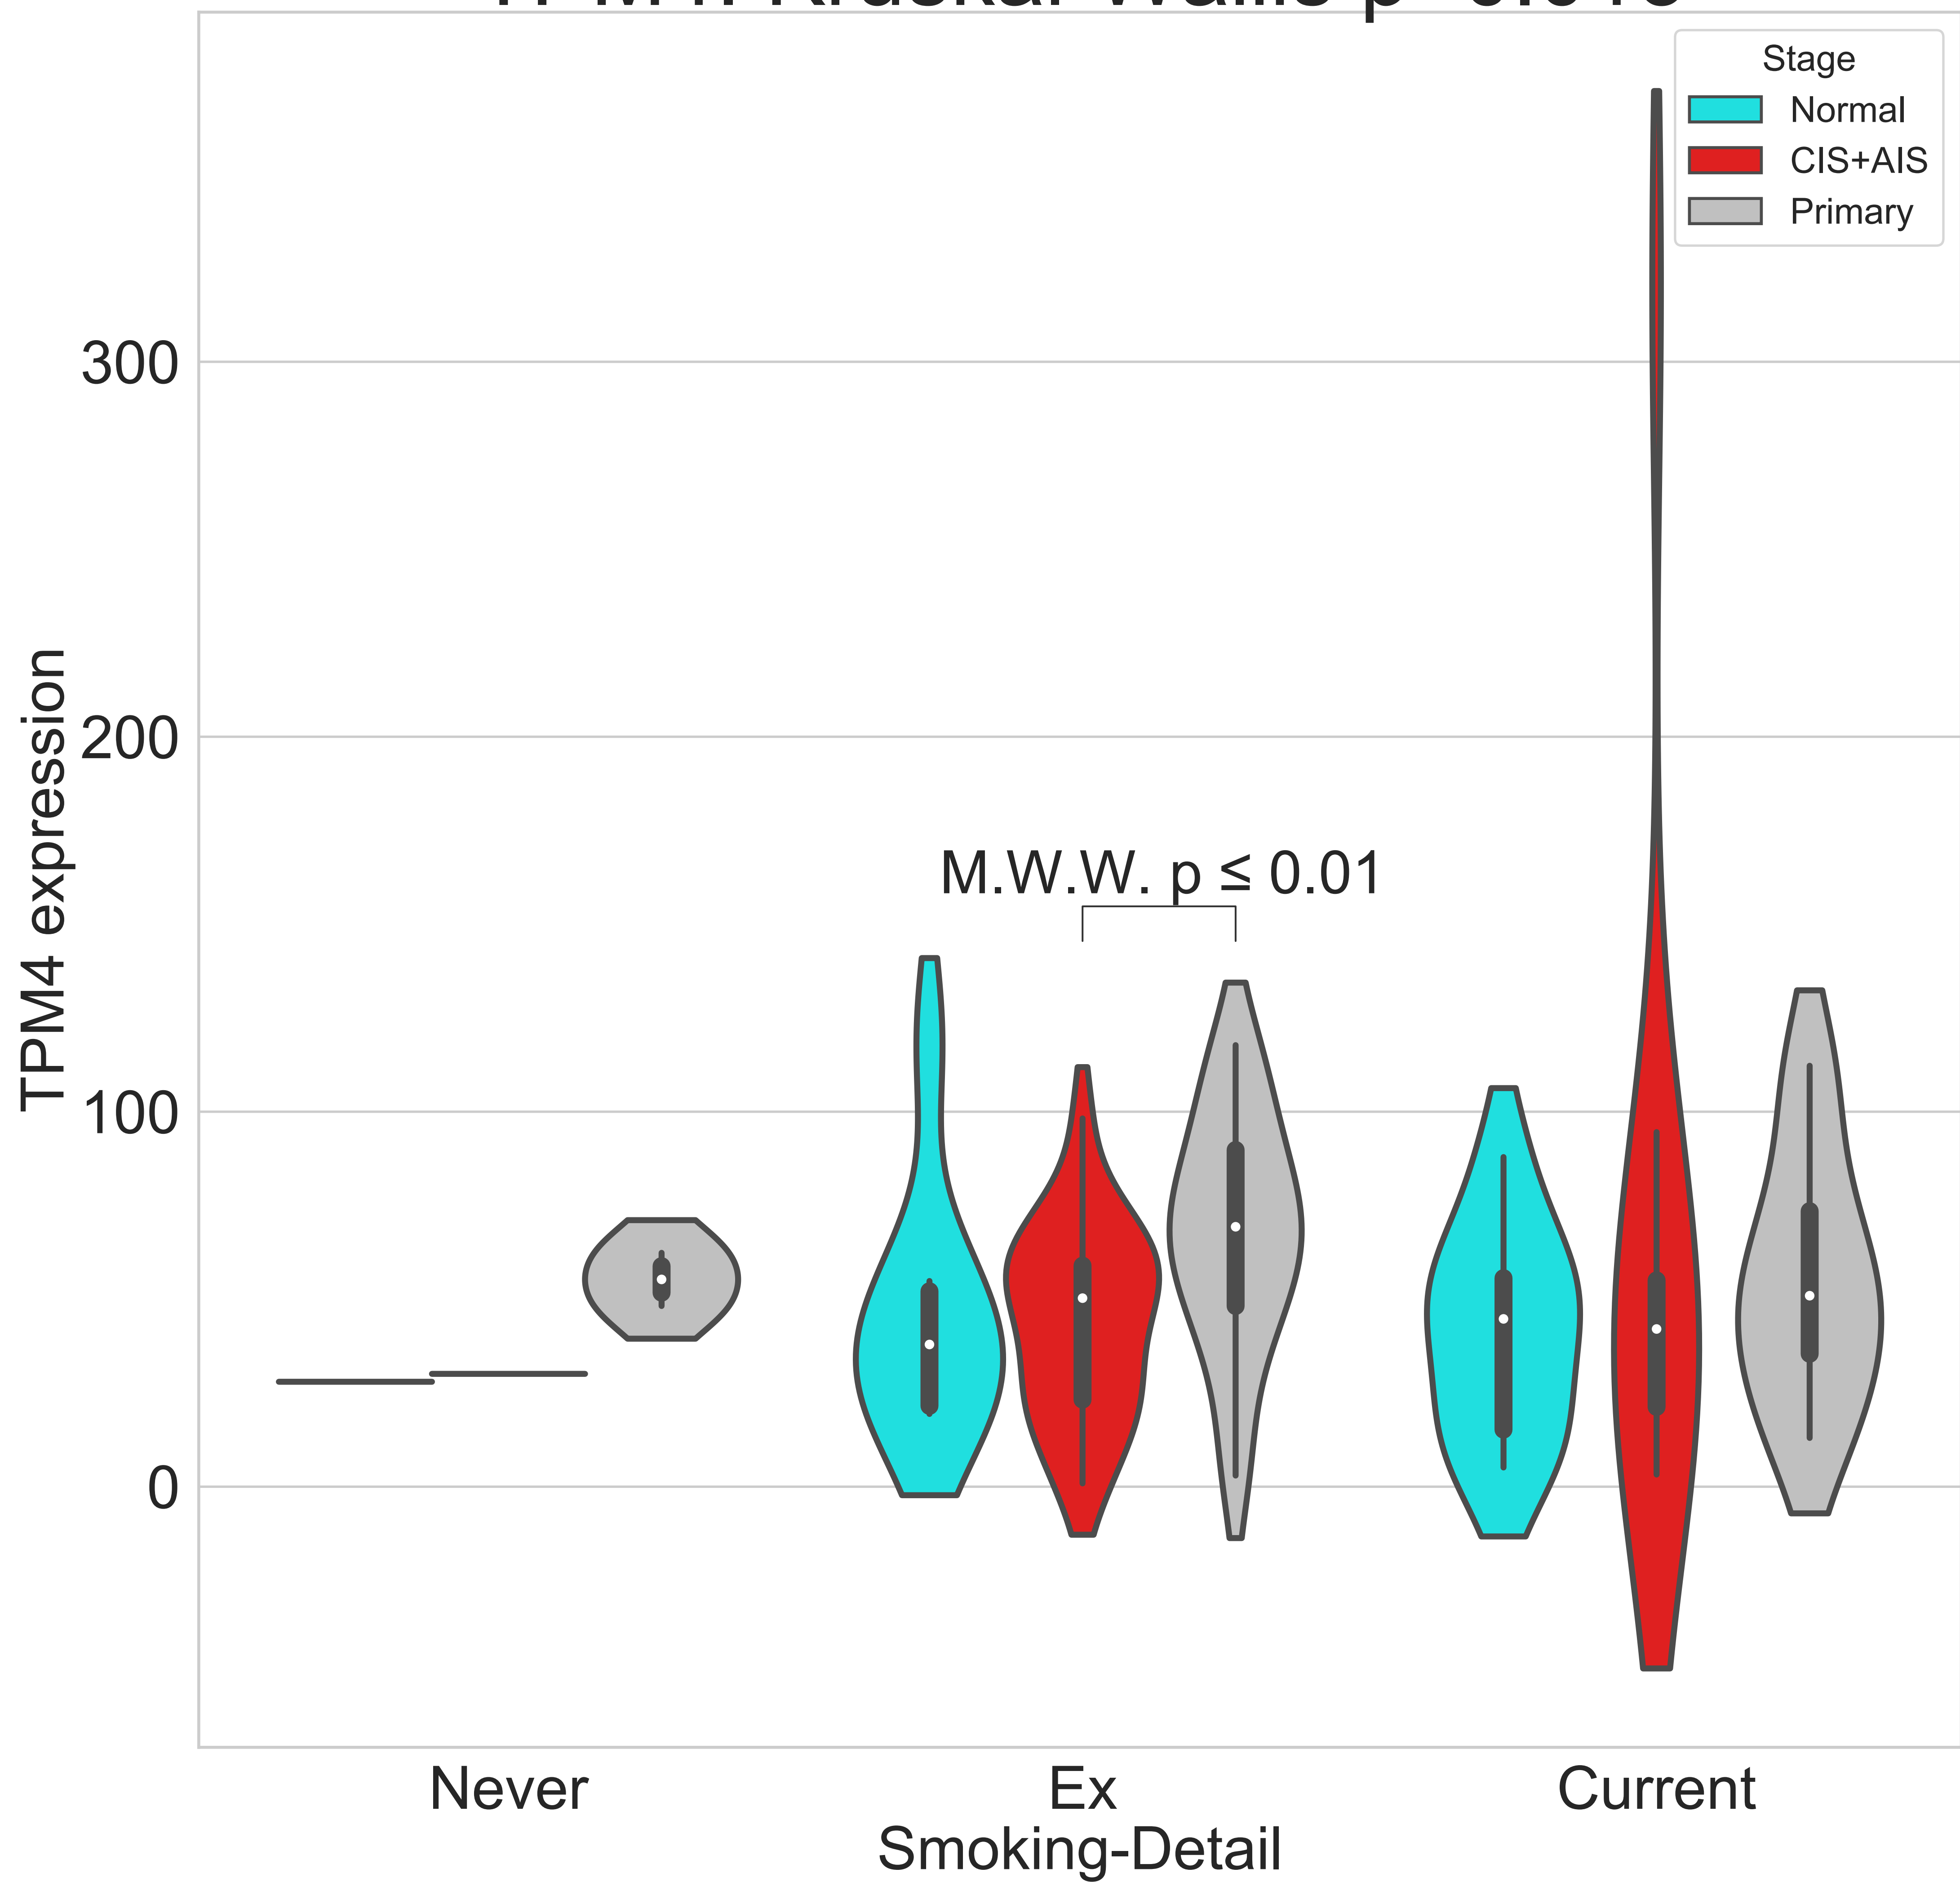 Stage
Normal
CIS+AIS
Primary
300
200
100
0
TPM4 expression
M.W.W. p ≤ 0.01
Never
Ex
Current
Smoking-Detail